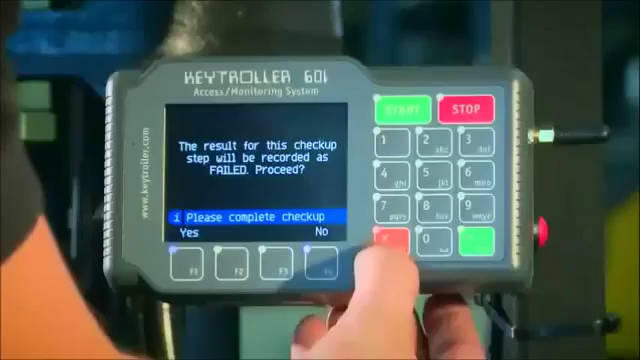 KEYTROLLER 601
Access/Monitoring System
www.keytroller.com
The result for this checkup
step will be recorded as
FAILED. Proceed?
i Please complete checkup
Yes No
START STOP
1 2 abc 3 def
4 ghi 5 jkl 6 mno
7 pqrs 8 tuv 9 wxyz
0
F1 F2 F3